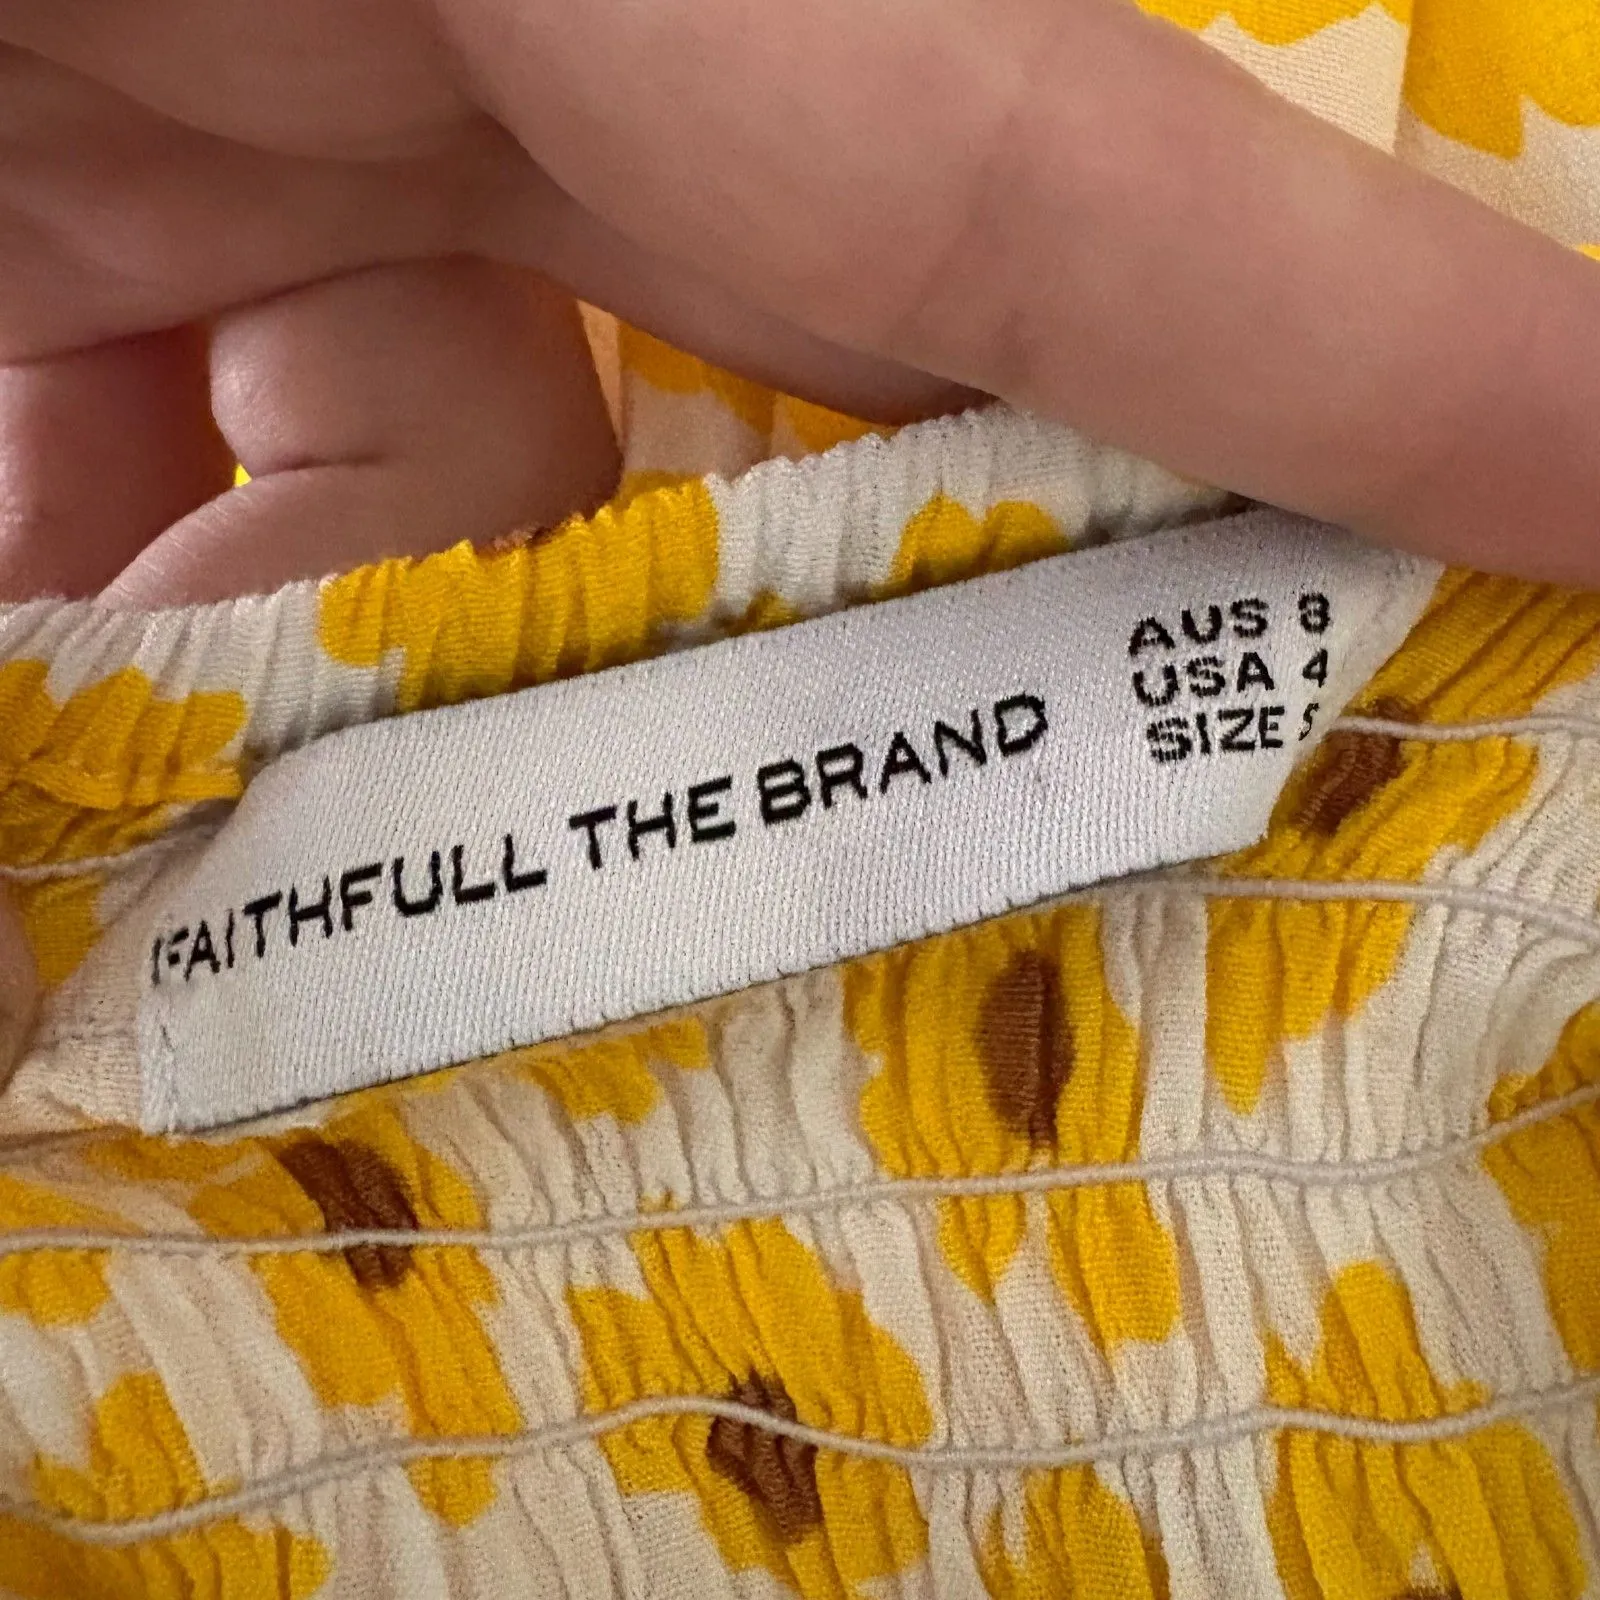 FAITHFULL THE BRAND
AUS 8
USA 4
SIZE S